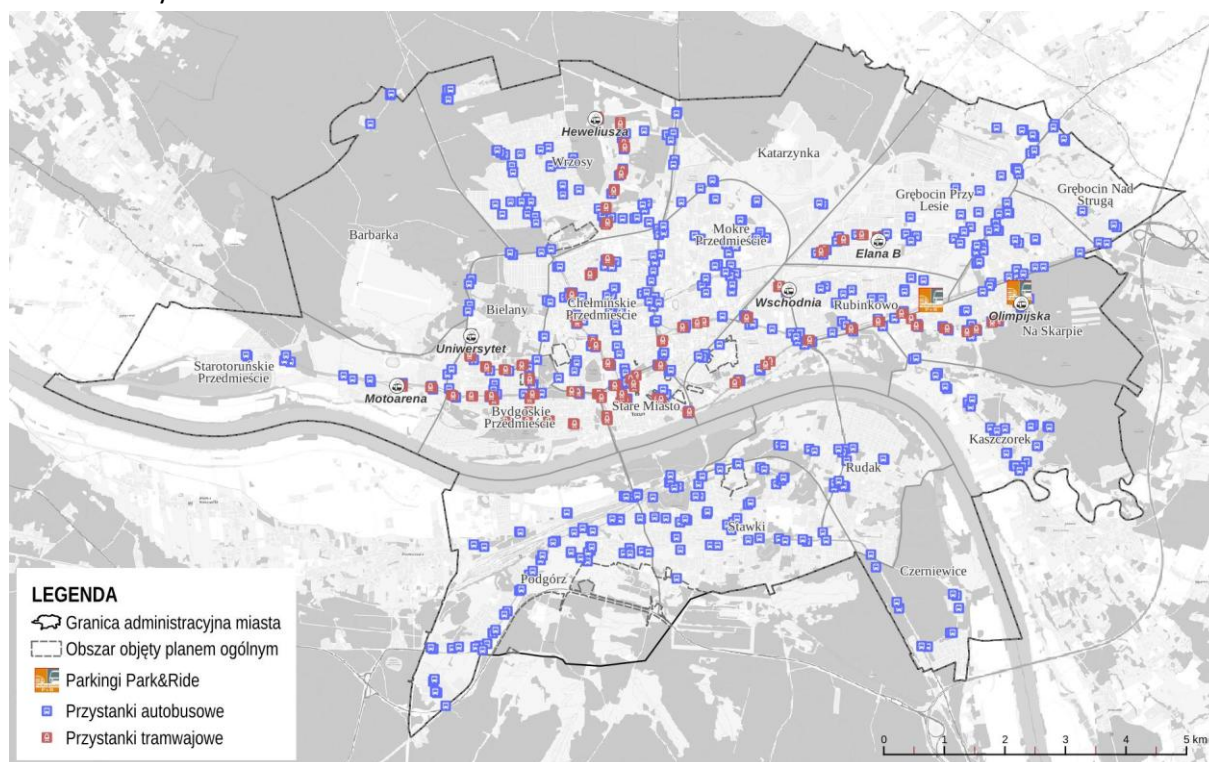 Heweliusza
Wrzosy
Katarzynka
Grębocin Przy
Lesie
Grębocin Nad
Strugą
Barbarka
Mokre
Przedmieście
Elana B
Bielany
Chełmińskie
Przedmieście
Wschodnia
Rubinkowo
Olimpijska
Na Skarpie
Uniwersytet
Starotoruńskie
Przedmieście
Motoarena
Bydgoskie
Przedmieście
Stare Miasto
Kaszczorek
Rudak
Stawki
Podgórz
Czerniewice
LEGENDA
Granica administracyjna miasta
Obszar objęty planem ogólnym
Parkingi Park&Ride
Przystanki autobusowe
Przystanki tramwajowe
0 1 2 3 4 5 km